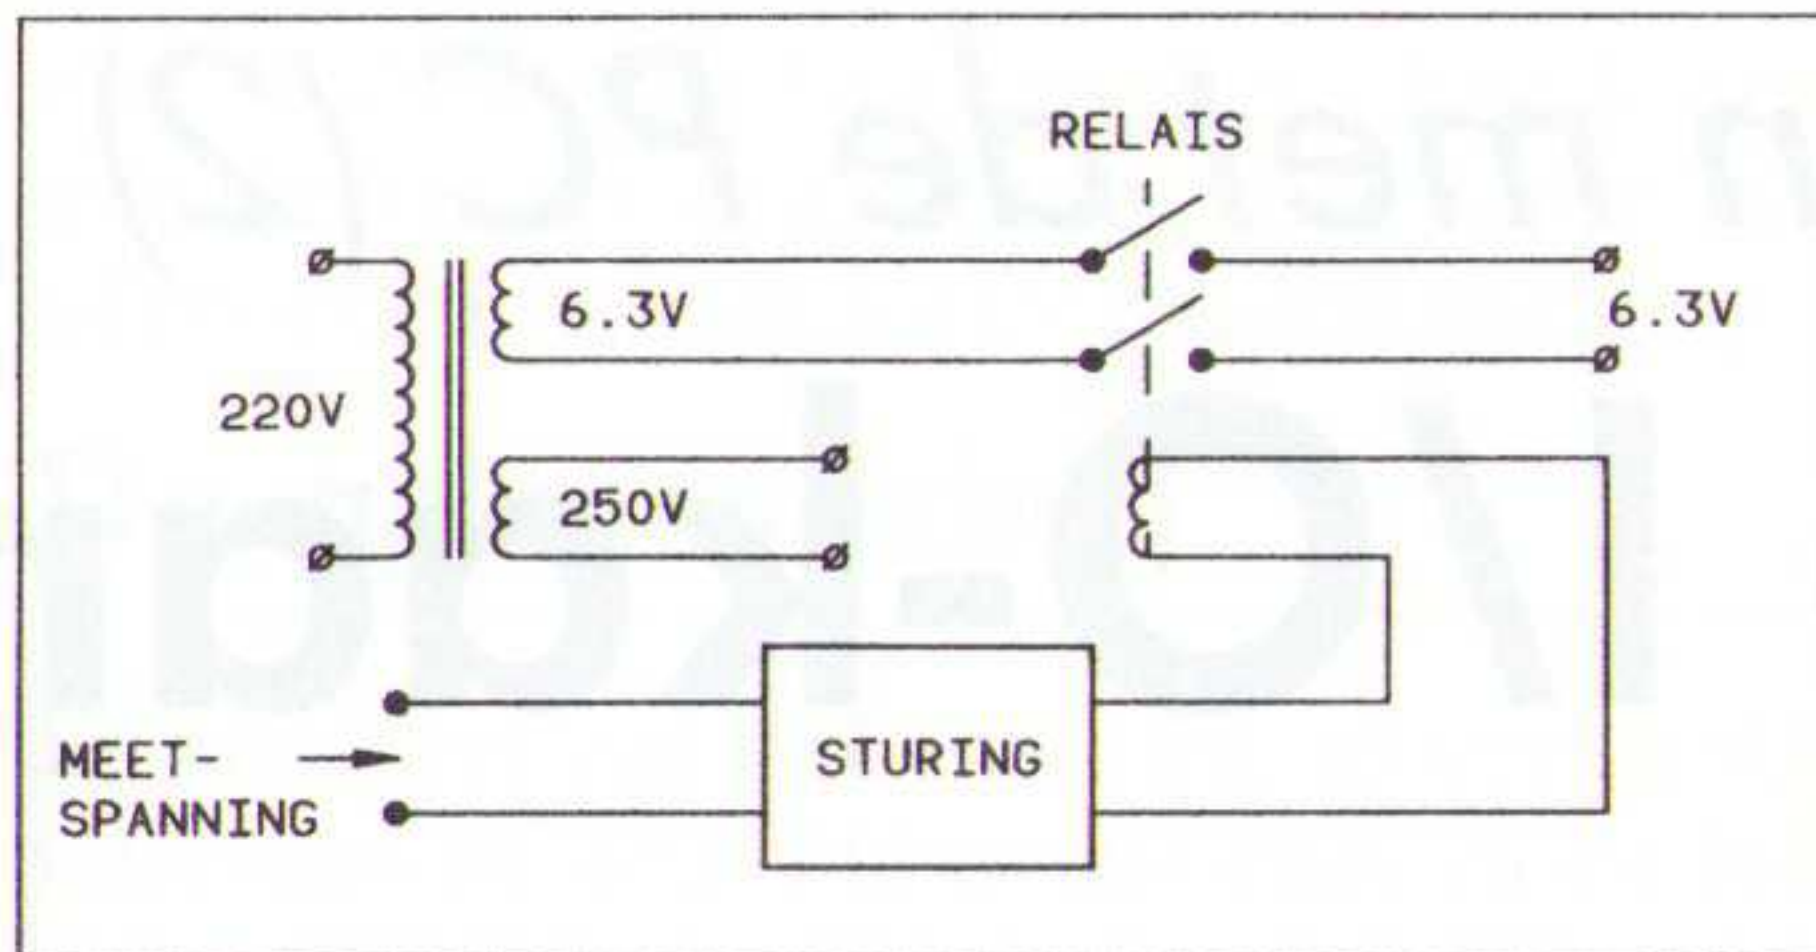 RELAIS
6.3V
6.3V
220V
250V
MEET-
SPANNING
STURING